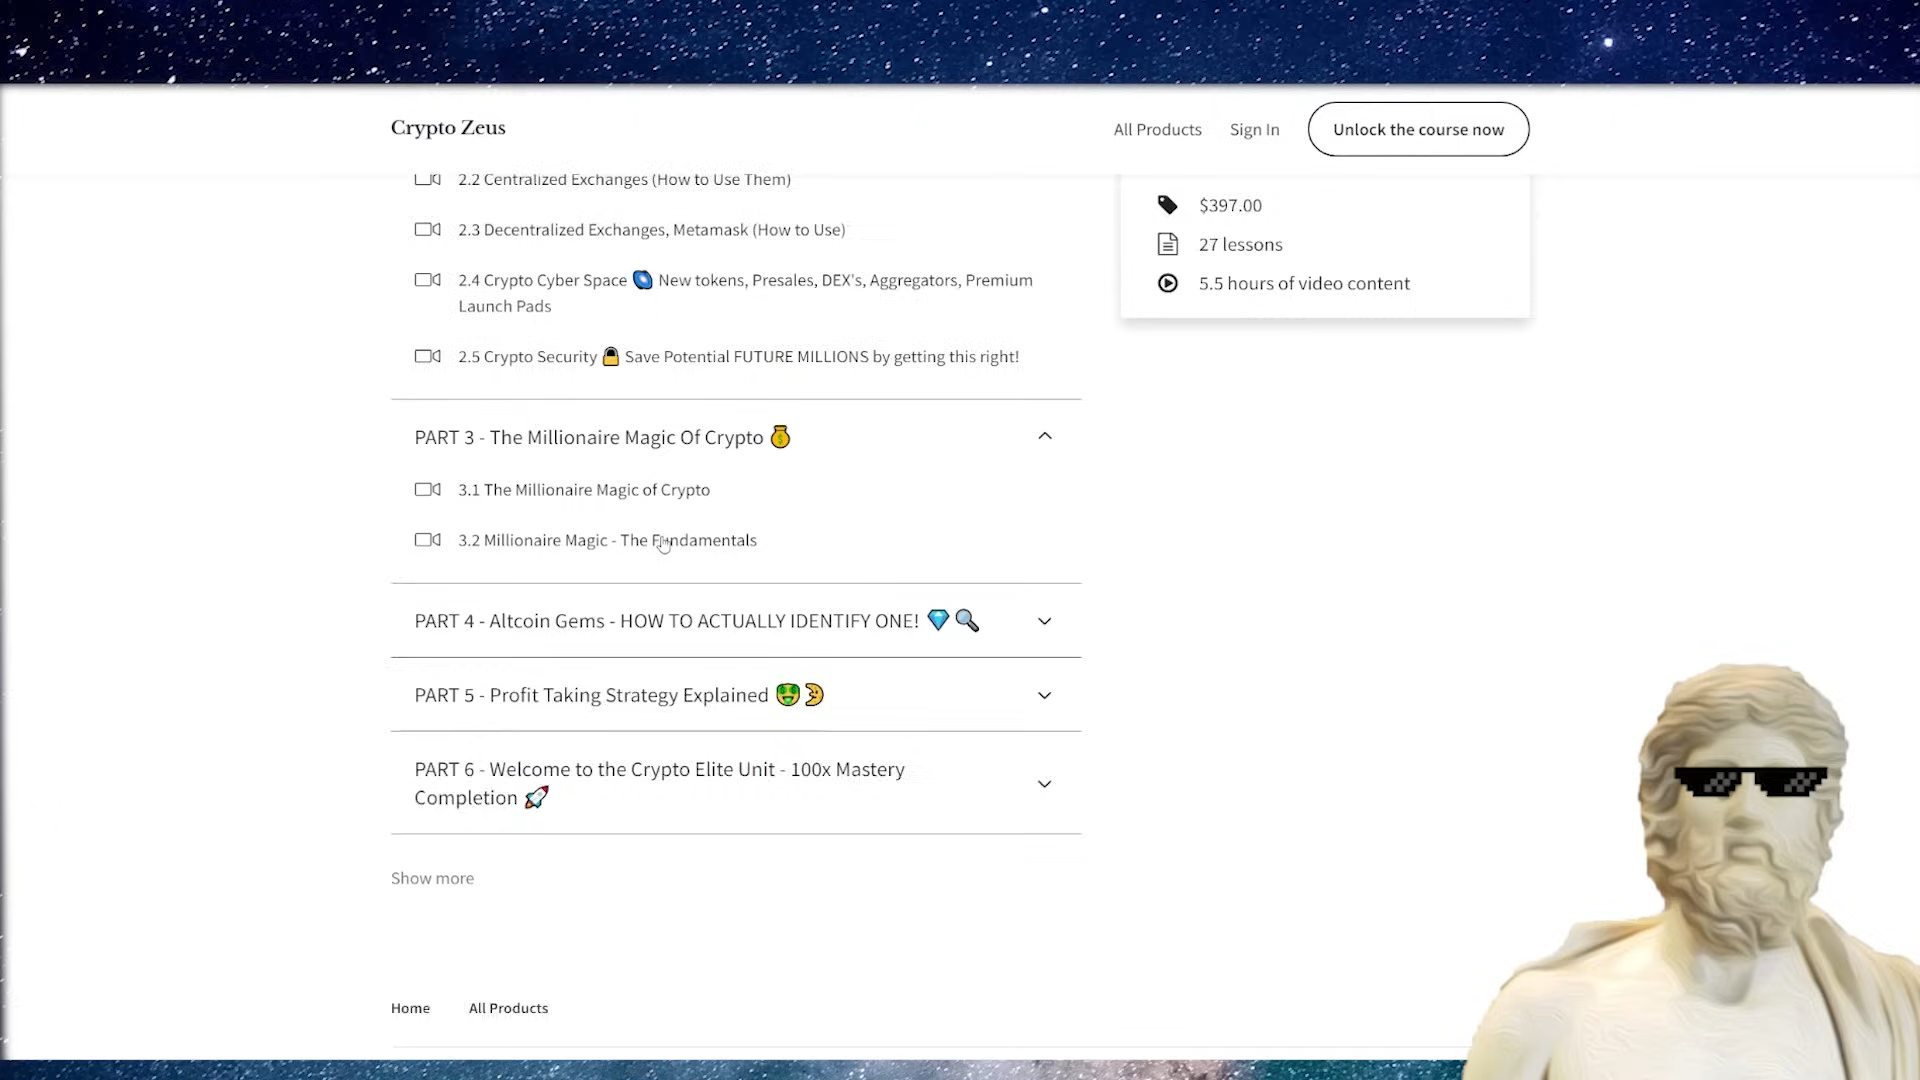 Crypto Zeus
All Products
Sign In
Unlock the course now
2.2 Centralized Exchanges (How to Use Them)
2.3 Decentralized Exchanges, Metamask (How to Use)
2.4 Crypto Cyber Space 🌌 New tokens, Presales, DEX's, Aggregators, Premium
Launch Pads
2.5 Crypto Security 🔒 Save Potential FUTURE MILLIONS by getting this right!
$397.00
27 lessons
5.5 hours of video content
PART 3 - The Millionaire Magic Of Crypto 💰
3.1 The Millionaire Magic of Crypto
3.2 Millionaire Magic - The Fundamentals
PART 4 - Altcoin Gems - HOW TO ACTUALLY IDENTIFY ONE! 💎 🔍
PART 5 - Profit Taking Strategy Explained 🤑🌛
PART 6 - Welcome to the Crypto Elite Unit - 100x Mastery
Completion 🚀
Show more
Home
All Products